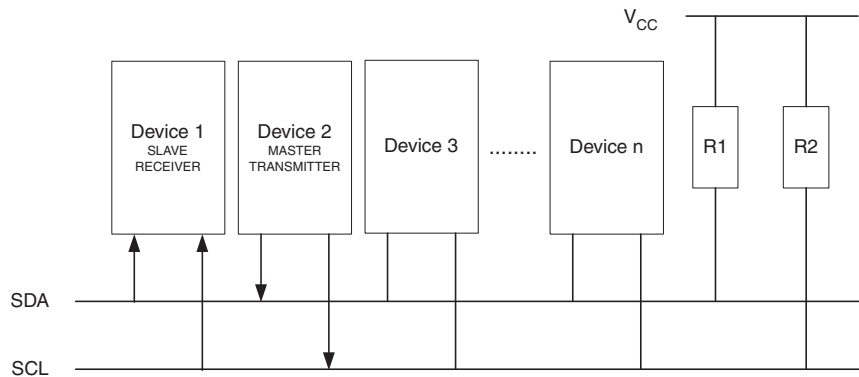 VCC
Device 1
SLAVE
RECEIVER
Device 2
MASTER
TRANSMITTER
Device 3
........
Device n
R1
R2
SDA
SCL